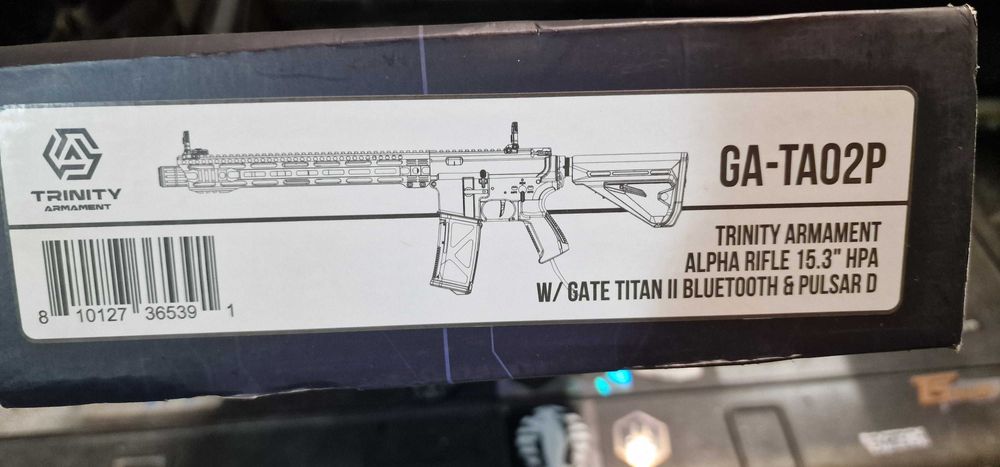 TRINITY
ARMAMENT
GA-TA02P
TRINITY ARMAMENT
ALPHA RIFLE 15.3" HPA
W/ GATE TITAN II BLUETOOTH & PULSAR D
8 10127 36539 1